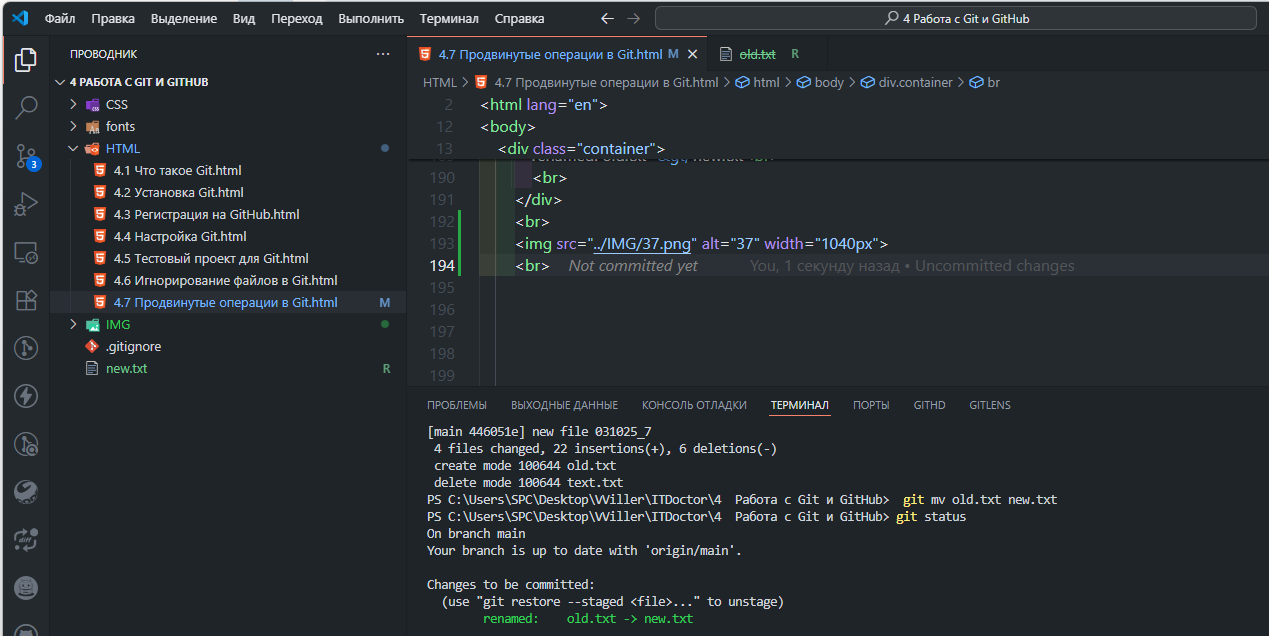 Файл Правка Выделение Вид Переход Выполнить Терминал Справка 4 Работа с Git и GitHub
ПРОВОДНИК
4 РАБОТА С GIT И GITHUB
CSS
fonts
HTML
4.1 Что такое Git.html
4.2 Установка Git.html
4.3 Регистрация на GitHub.html
4.4 Настройка Git.html
4.5 Тестовый проект для Git.html
4.6 Игнорирование файлов в Git.html
4.7 Продвинутые операции в Git.html M
IMG
.gitignore
new.txt R
3
4.7 Продвинутые операции в Git.html M old.txt R
HTML > 4.7 Продвинутые операции в Git.html > html > body > div.container > br
2 <html lang="en">
12 <body>
13 <div class="container">
190 <br>
191 </div>
192 <br>
193 <img src="../IMG/37.png" alt="37" width="1040px">
194 <br> Not committed yet You, 1 секунду назад • Uncommitted changes
195
196
197
198
199
ПРОБЛЕМЫ ВЫХОДНЫЕ ДАННЫЕ КОНСОЛЬ ОТЛАДКИ ТЕРМИНАЛ ПОРТЫ GITHD GITLENS
[main 446051e] new file 031025_7
4 files changed, 22 insertions(+), 6 deletions(-)
create mode 100644 old.txt
delete mode 100644 text.txt
PS C:\Users\SPC\Desktop\VViller\ITDoctor\4 Работа с Git и GitHub> git mv old.txt new.txt
PS C:\Users\SPC\Desktop\VViller\ITDoctor\4 Работа с Git и GitHub> git status
On branch main
Your branch is up to date with 'origin/main'.
Changes to be committed:
(use "git restore --staged <file>..." to unstage)
renamed: old.txt -> new.txt